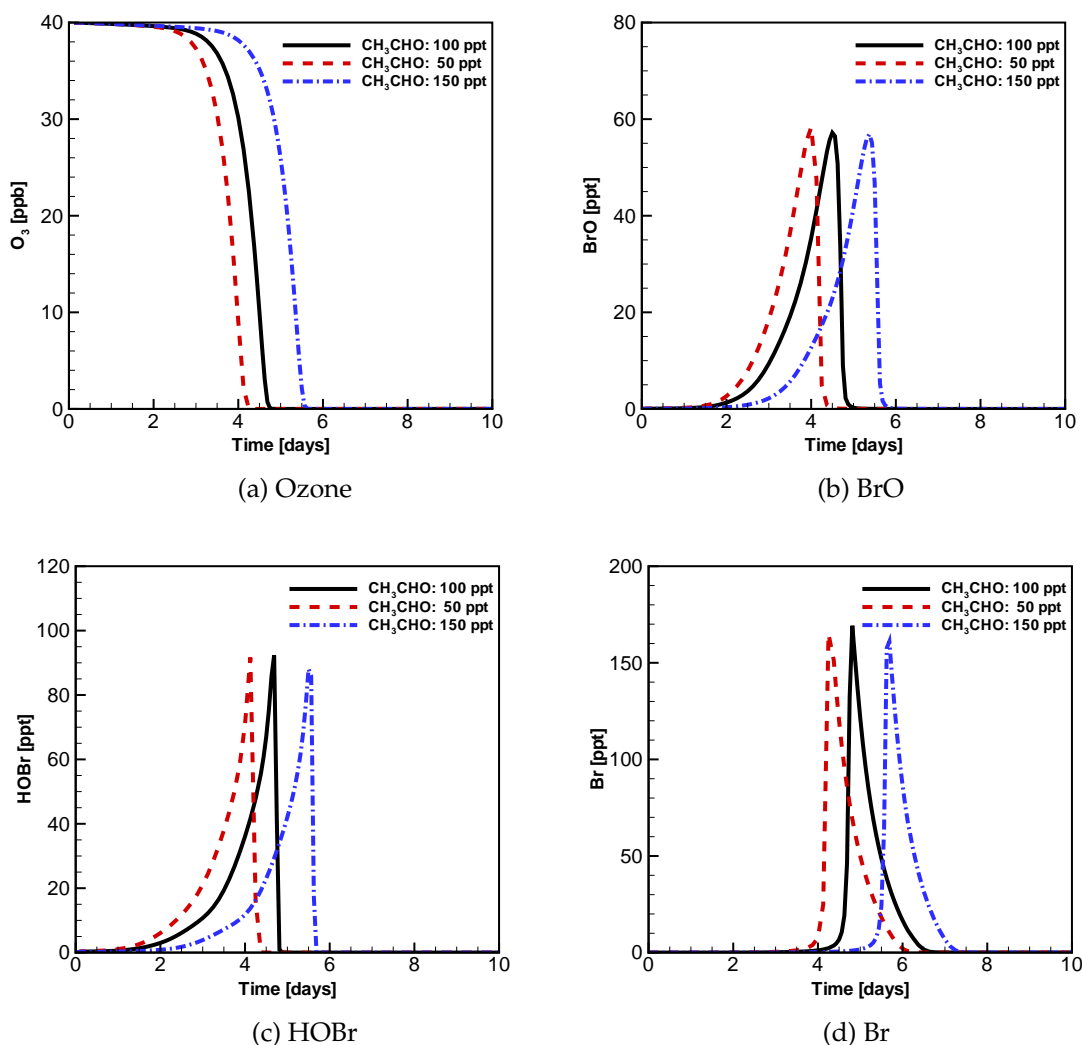 40
30
20
10
0
0 2 4 6 8 10
O3 [ppb]
Time [days]
CH3CHO: 100 ppt
CH3CHO: 50 ppt
CH3CHO: 150 ppt
(a) Ozone
80
60
40
20
0
0 2 4 6 8 10
BrO [ppt]
Time [days]
CH3CHO: 100 ppt
CH3CHO: 50 ppt
CH3CHO: 150 ppt
(b) BrO
120
100
80
60
40
20
0
0 2 4 6 8 10
HOBr [ppt]
Time [days]
CH3CHO: 100 ppt
CH3CHO: 50 ppt
CH3CHO: 150 ppt
(c) HOBr
200
150
100
50
0
0 2 4 6 8 10
Br [ppt]
Time [days]
CH3CHO: 100 ppt
CH3CHO: 50 ppt
CH3CHO: 150 ppt
(d) Br